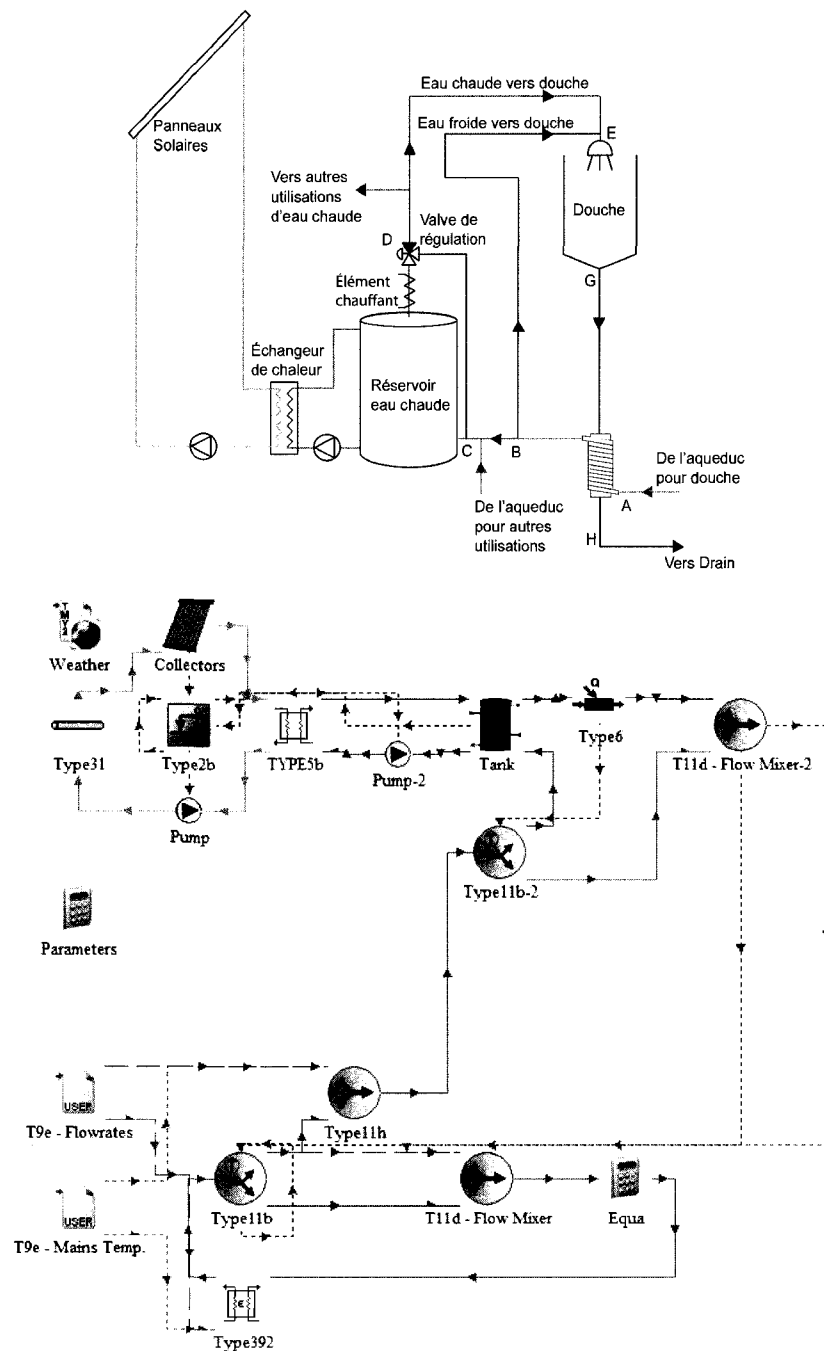 Panneaux
Solaires
Eau chaude vers douche
Eau froide vers douche
E
Vers autres
utilisations
d'eau chaude
Valve de
régulation
D
Douche
Élément
chauffant
G
Échangeur
de chaleur
Réservoir
eau chaude
C
B
De l'aqueduc
pour douche
A
De l'aqueduc
pour autres
utilisations
H
Vers Drain
TMY2
Weather
Collectors
Type31
Type2b
TYPE5b
Pump-2
Tank
Type6
T11d - Flow Mixer-2
Pump
Type11b-2
Parameters
USER
T9e - Flowrates
Type11h
USER
T9e - Mains Temp.
Type11b
T11d - Flow Mixer
Equa
ε
Type392